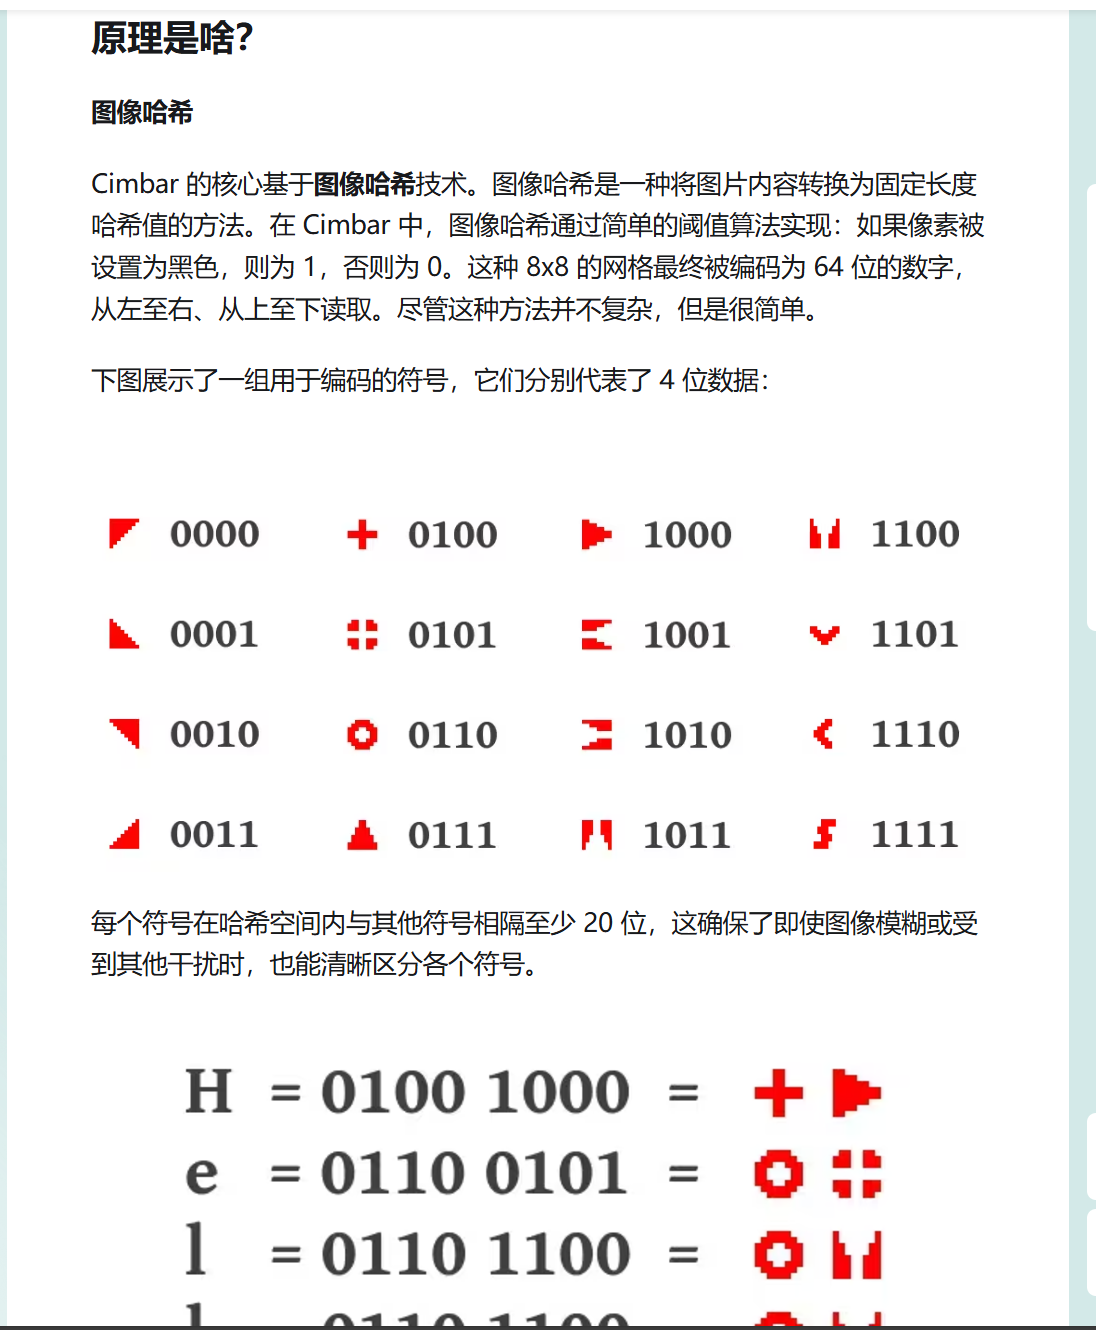 原理是啥？
图像哈希
Cimbar 的核心基于图像哈希技术。图像哈希是一种将图片内容转换为固定长度
哈希值的方法。在 Cimbar 中，图像哈希通过简单的阈值算法实现：如果像素被
设置为黑色，则为 1，否则为 0。这种 8x8 的网格最终被编码为 64 位的数字，
从左至右、从上至下读取。尽管这种方法并不复杂，但是很简单。
下图展示了一组用于编码的符号，它们分别代表了 4 位数据：
0000 0100 1000 1100
0001 0101 1001 1101
0010 0110 1010 1110
0011 0111 1011 1111
每个符号在哈希空间内与其他符号相隔至少 20 位，这确保了即使图像模糊或受
到其他干扰时，也能清晰区分各个符号。
H = 0100 1000 =
e = 0110 0101 =
l = 0110 1100 =
l 0110 1100